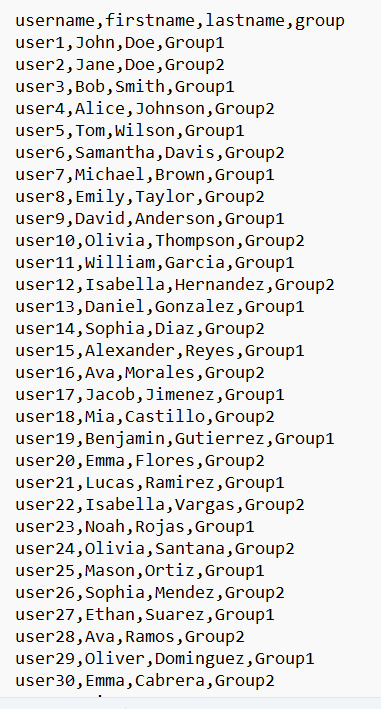 username,firstname,lastname,group
user1,John,Doe,Group1
user2,Jane,Doe,Group2
user3,Bob,Smith,Group1
user4,Alice,Johnson,Group2
user5,Tom,Wilson,Group1
user6,Samantha,Davis,Group2
user7,Michael,Brown,Group1
user8,Emily,Taylor,Group2
user9,David,Anderson,Group1
user10,Olivia,Thompson,Group2
user11,William,Garcia,Group1
user12,Isabella,Hernandez,Group2
user13,Daniel,Gonzalez,Group1
user14,Sophia,Diaz,Group2
user15,Alexander,Reyes,Group1
user16,Ava,Morales,Group2
user17,Jacob,Jimenez,Group1
user18,Mia,Castillo,Group2
user19,Benjamin,Gutierrez,Group1
user20,Emma,Flores,Group2
user21,Lucas,Ramirez,Group1
user22,Isabella,Vargas,Group2
user23,Noah,Rojas,Group1
user24,Olivia,Santana,Group2
user25,Mason,Ortiz,Group1
user26,Sophia,Mendez,Group2
user27,Ethan,Suarez,Group1
user28,Ava,Ramos,Group2
user29,Oliver,Dominguez,Group1
user30,Emma,Cabrera,Group2